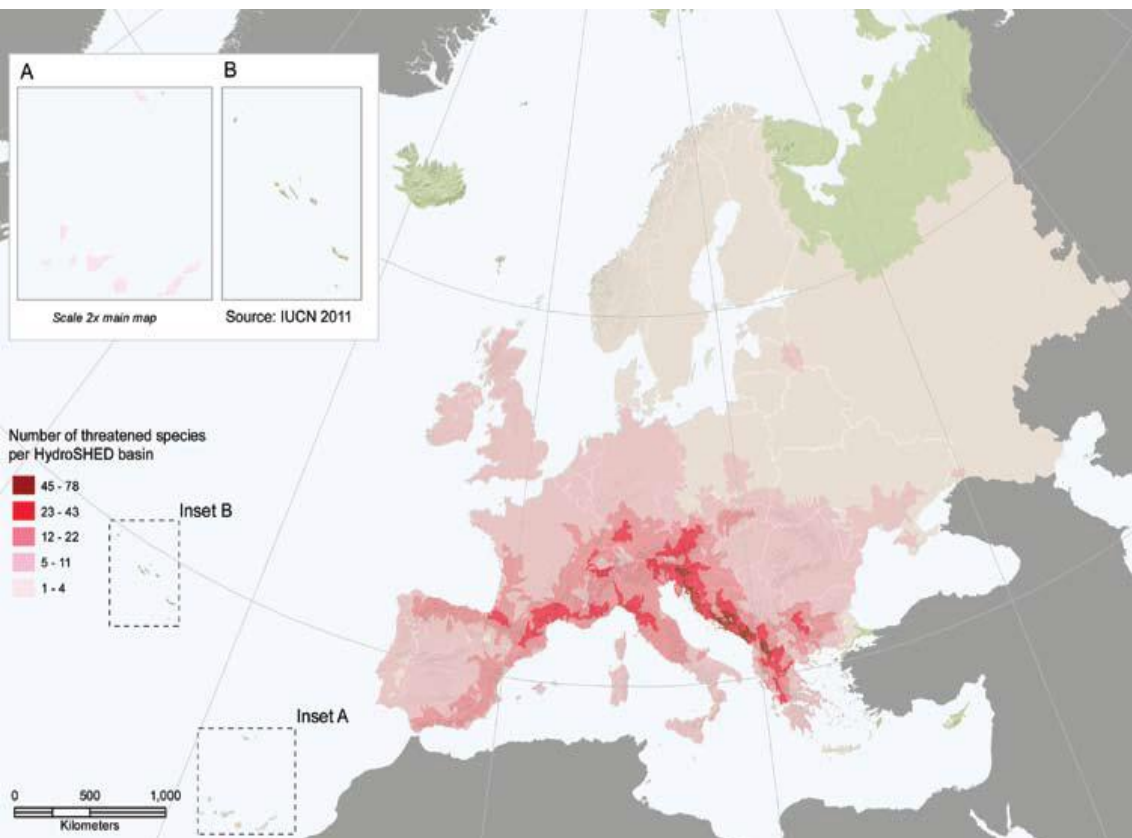 A
B
Scale 2x main map
Source: IUCN 2011
Number of threatened species
per HydroSHED basin
45 - 78
23 - 43
12 - 22
5 - 11
1 - 4
Inset B
Inset A
0 500 1,000
Kilometers